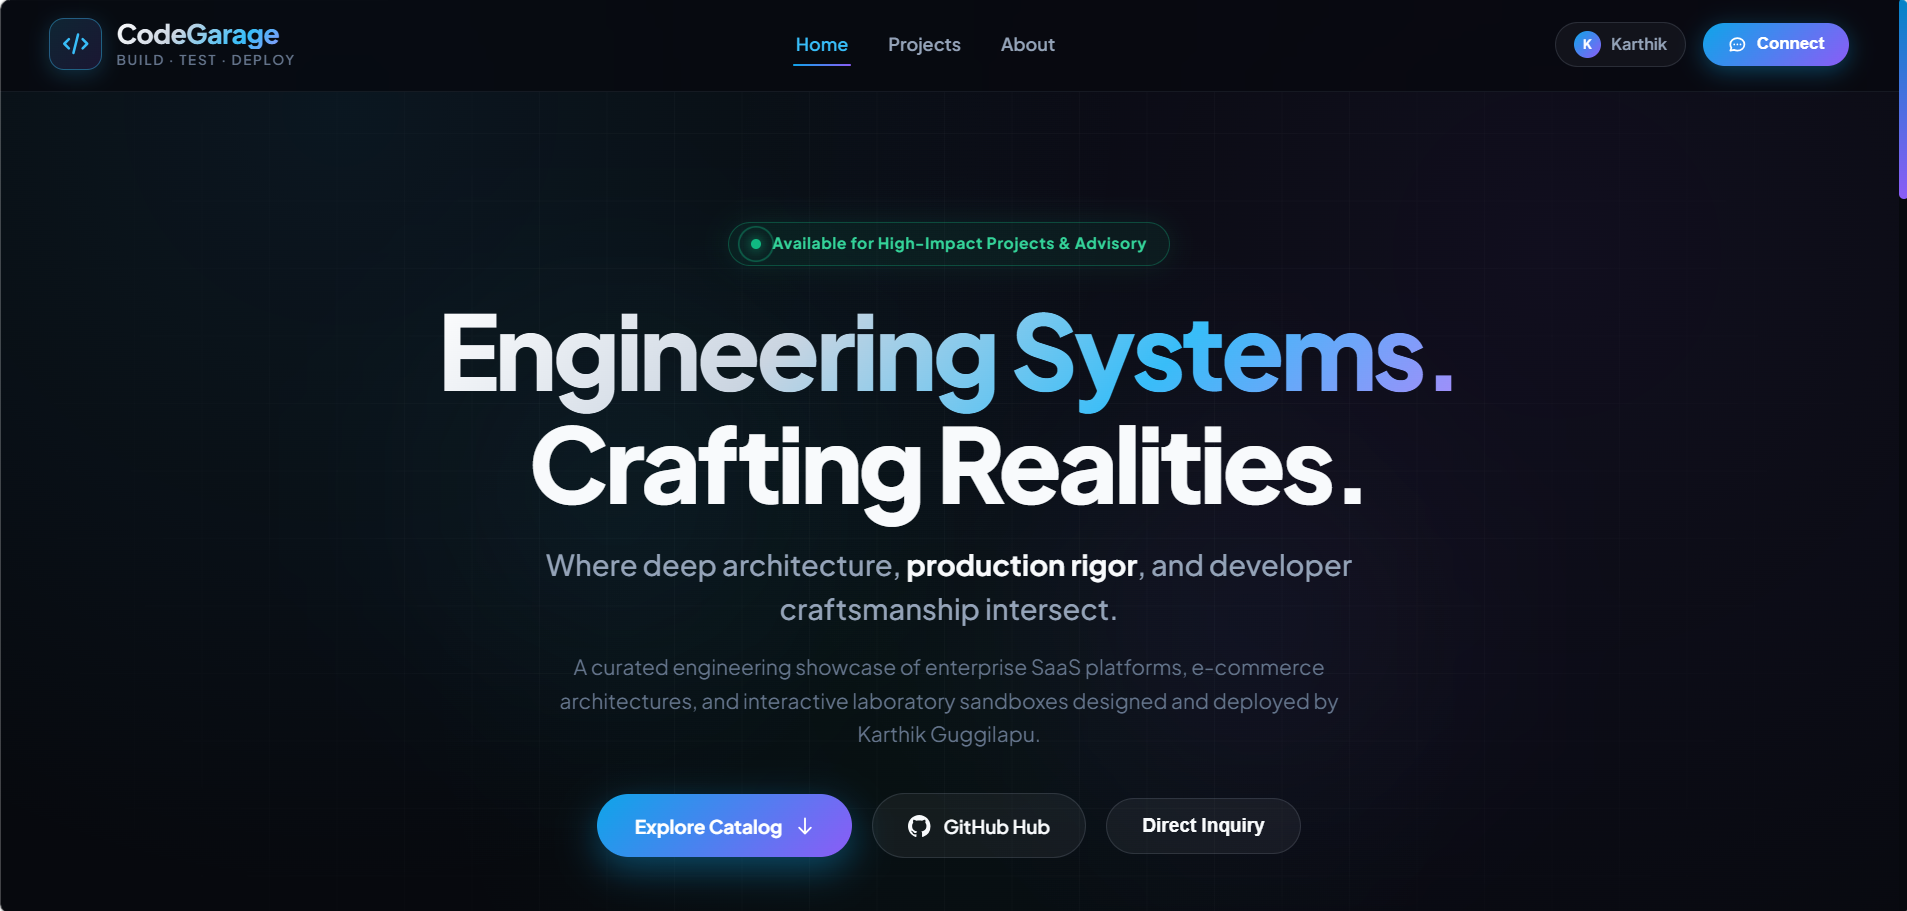 CodeGarage
BUILD · TEST · DEPLOY
Home
Projects
About
K
Karthik
Connect
Available for High-Impact Projects & Advisory
Engineering Systems.
Crafting Realities.
Where deep architecture, production rigor, and developer
craftsmanship intersect.
A curated engineering showcase of enterprise SaaS platforms, e-commerce
architectures, and interactive laboratory sandboxes designed and deployed by
Karthik Guggilapu.
Explore Catalog ↓
GitHub Hub
Direct Inquiry